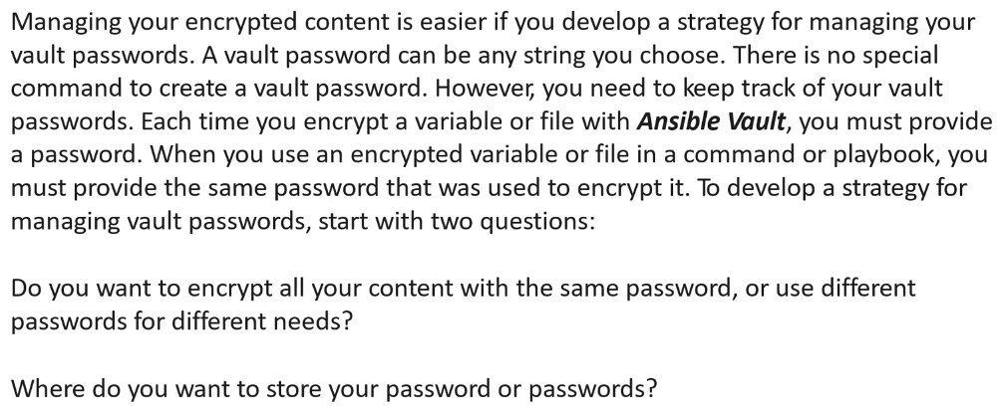 Managing your encrypted content is easier if you develop a strategy for managing your
vault passwords. A vault password can be any string you choose. There is no special
command to create a vault password. However, you need to keep track of your vault
passwords. Each time you encrypt a variable or file with Ansible Vault, you must provide
a password. When you use an encrypted variable or file in a command or playbook, you
must provide the same password that was used to encrypt it. To develop a strategy for
managing vault passwords, start with two questions:
Do you want to encrypt all your content with the same password, or use different
passwords for different needs?
Where do you want to store your password or passwords?